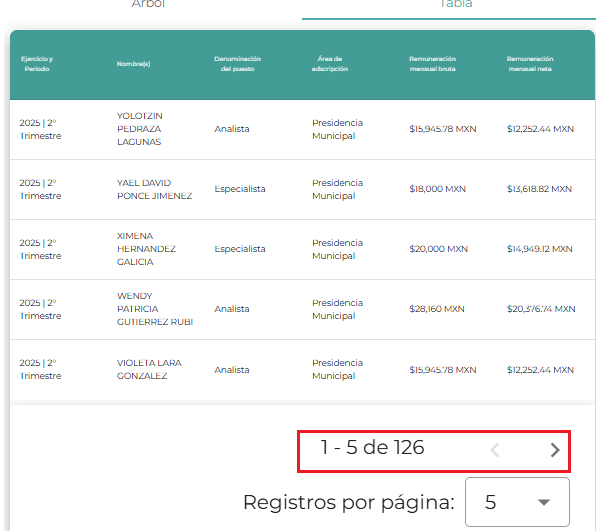 Árbol
Tabla
Ejercicio y
Periodo
Nombre(s)
Denominación
del puesto
Área de
adscripción
Remuneración
mensual bruta
Remuneración
mensual neta
2025 | 2°
Trimestre
YOLOTZIN
PEDRAZA
LAGUNAS
Analista
Presidencia
Municipal
$15,945.78 MXN
$12,252.44 MXN
2025 | 2°
Trimestre
YAEL DAVID
PONCE JIMENEZ
Especialista
Presidencia
Municipal
$18,000 MXN
$13,618.82 MXN
2025 | 2°
Trimestre
XIMENA
HERNANDEZ
GALICIA
Especialista
Presidencia
Municipal
$20,000 MXN
$14,949.12 MXN
2025 | 2°
Trimestre
WENDY
PATRICIA
GUTIERREZ RUBI
Analista
Presidencia
Municipal
$28,160 MXN
$20,376.74 MXN
2025 | 2°
Trimestre
VIOLETA LARA
GONZALEZ
Analista
Presidencia
Municipal
$15,945.78 MXN
$12,252.44 MXN
1 - 5 de 126
Registros por página: 5